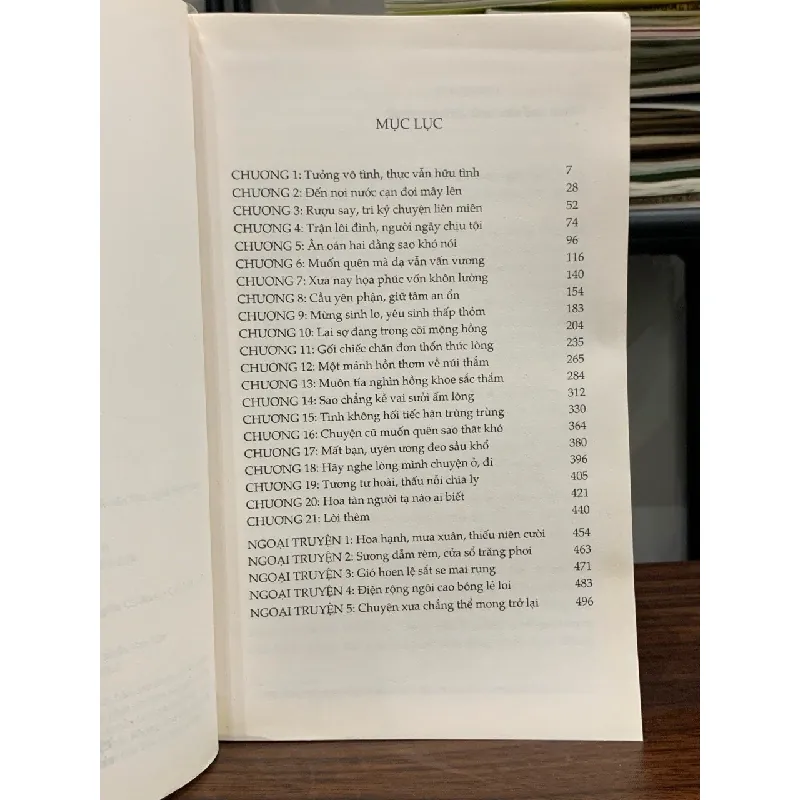 MỤC LỤC
CHƯƠNG 1: Tưởng vô tình, thực vẫn hữu tình 7
CHƯƠNG 2: Đến nơi nước cạn đợi mây lên 28
CHƯƠNG 3: Rượu say, tri kỷ chuyện liên miên 52
CHƯƠNG 4: Trận lôi đình, người ngây chịu tội 74
CHƯƠNG 5: Ân oán hai đằng sao khó nói 96
CHƯƠNG 6: Muốn quên mà dạ vẫn vấn vương 116
CHƯƠNG 7: Xưa nay họa phúc vốn khôn lường 140
CHƯƠNG 8: Cầu yên phận, giữ tâm an ổn 154
CHƯƠNG 9: Mừng sinh lo, yêu sinh thấp thỏm 183
CHƯƠNG 10: Lại sợ đang trong cõi mộng hồng 204
CHƯƠNG 11: Gối chiếc chăn đơn thổn thức lòng 235
CHƯƠNG 12: Một mảnh hồn thơm về núi thẳm 265
CHƯƠNG 13: Muôn tía nghìn hồng khoe sắc thắm 284
CHƯƠNG 14: Sao chẳng kề vai sưởi ấm lòng 312
CHƯƠNG 15: Tình không hối tiếc hận trùng trùng 330
CHƯƠNG 16: Chuyện cũ muốn quên sao thật khó 364
CHƯƠNG 17: Mất bạn, uyên ương đeo sầu khổ 380
CHƯƠNG 18: Hãy nghe lòng mình chuyện ở, đi 396
CHƯƠNG 19: Tương tư hoài, thấu nỗi chia ly 405
CHƯƠNG 20: Hoa tàn người tạ nào ai biết 421
CHƯƠNG 21: Lời thêm 440
NGOẠI TRUYỆN 1: Hoa hạnh, mưa xuân, thiếu niên cười 454
NGOẠI TRUYỆN 2: Sương đẫm rèm, cửa sổ trăng phơi 463
NGOẠI TRUYỆN 3: Gió hoen lệ sắt se mai rụng 471
NGOẠI TRUYỆN 4: Điện rộng ngôi cao bóng lẻ loi 483
NGOẠI TRUYỆN 5: Chuyện xưa chẳng thể mong trở lại 496